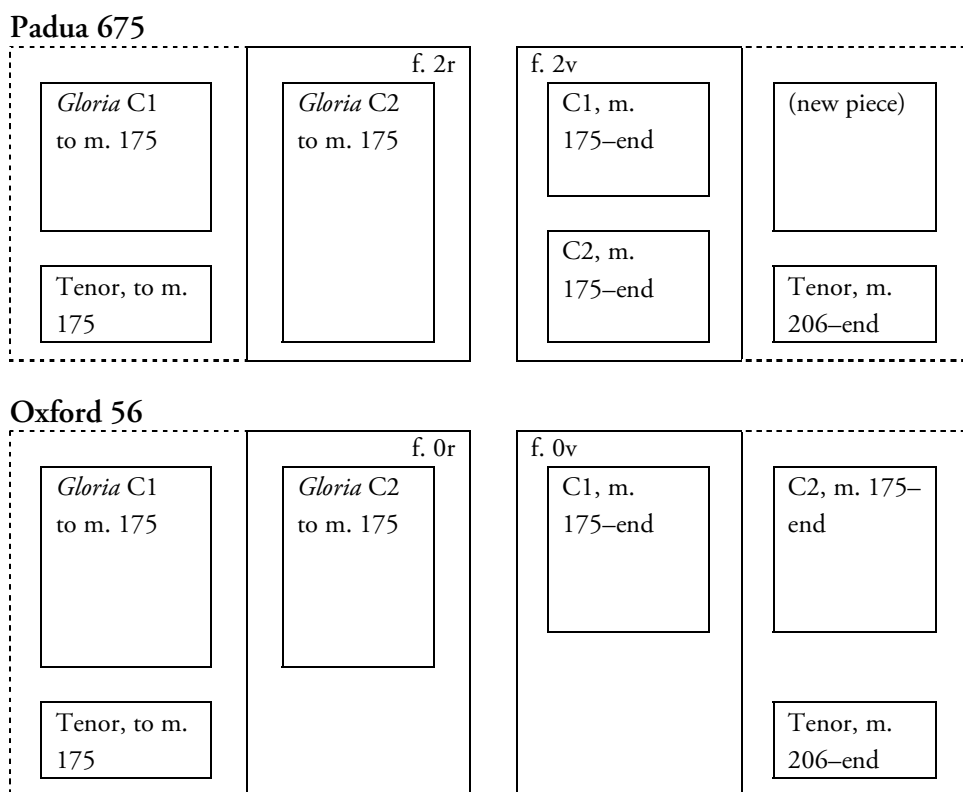 Padua 675
f. 2r
Gloria C1
to m. 175
Tenor, to m.
175
Gloria C2
to m. 175
f. 2v
C1, m.
175–end
C2, m.
175–end
(new piece)
Tenor, m.
206–end
Oxford 56
f. 0r
Gloria C1
to m. 175
Tenor, to m.
175
Gloria C2
to m. 175
f. 0v
C1, m.
175–end
C2, m. 175–
end
Tenor, m.
206–end